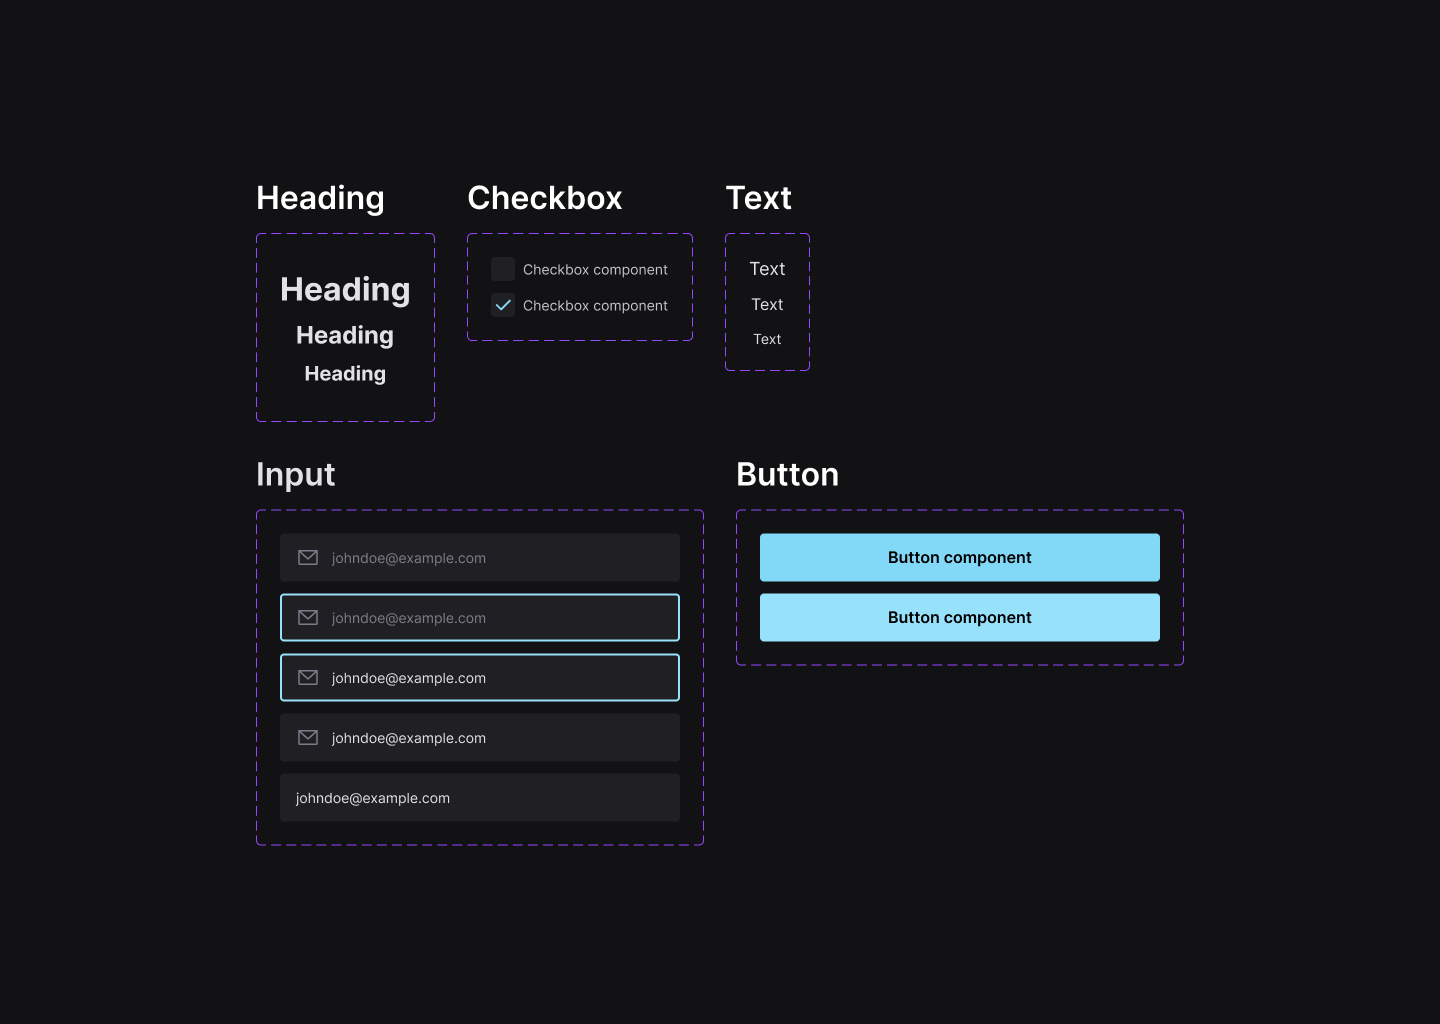 Heading
Heading
Heading
Heading
Checkbox
Checkbox component
Checkbox component
Text
Text
Text
Text
Input
johndoe@example.com
johndoe@example.com
johndoe@example.com
johndoe@example.com
johndoe@example.com
Button
Button component
Button component